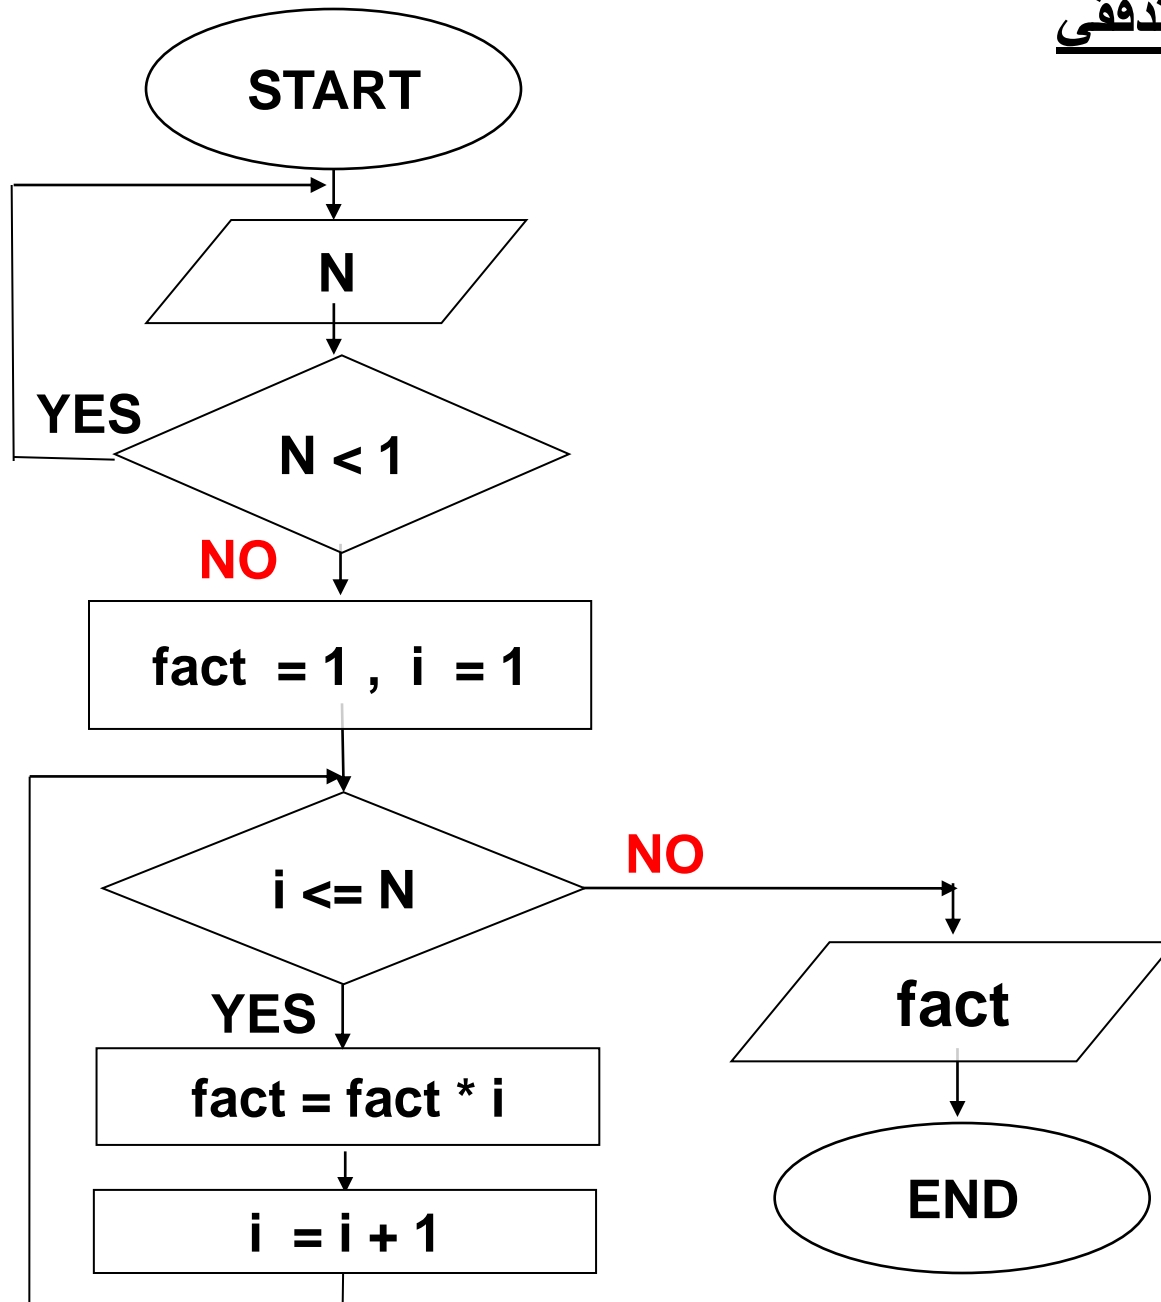 START
N
YES
N < 1
NO
fact = 1 , i = 1
NO
i <= N
YES
fact
fact = fact * i
END
i = i + 1